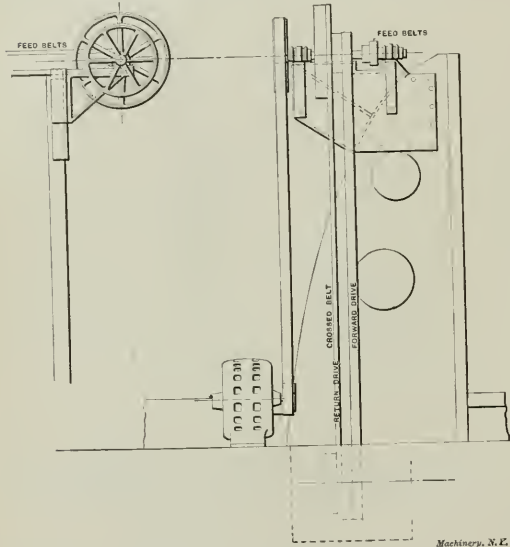 FEED BELTS
FEED BELTS
CROSSED BELT
FORWARD DRIVE
RETURN DRIVE
Machinery, N.Y.